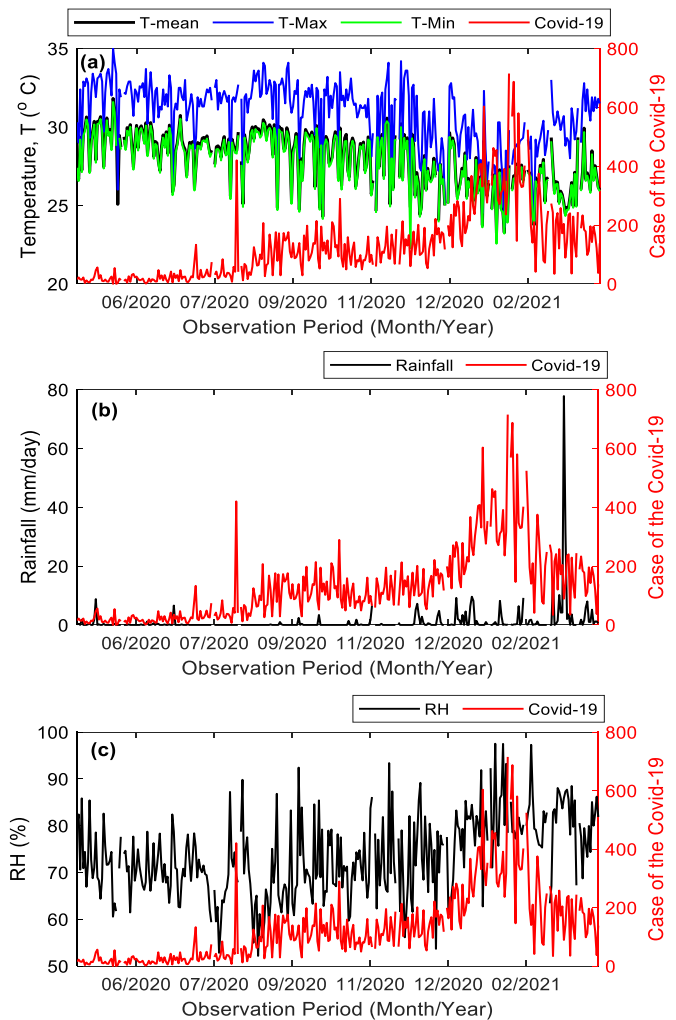 T-mean T-Max T-Min Covid-19
(a)
35
30
25
20
800
600
400
200
0
Temperature, T (° C)
Case of the Covid-19
06/2020 07/2020 09/2020 11/2020 12/2020 02/2021
Observation Period (Month/Year)
Rainfall Covid-19
(b)
80
60
40
20
0
800
600
400
200
0
Rainfall (mm/day)
Case of the Covid-19
06/2020 07/2020 09/2020 11/2020 12/2020 02/2021
Observation Period (Month/Year)
RH Covid-19
(c)
100
90
80
70
60
50
800
600
400
200
0
RH (%)
Case of the Covid-19
06/2020 07/2020 09/2020 11/2020 12/2020 02/2021
Observation Period (Month/Year)